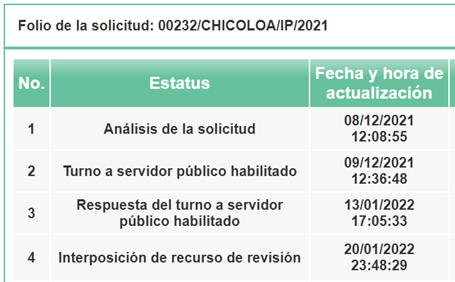 Folio de la solicitud: 00232/CHICOLOA/IP/2021
No.
Estatus
Fecha y hora de
actualización
1
Análisis de la solicitud
08/12/2021
12:08:55
2
Turno a servidor público habilitado
09/12/2021
12:36:48
3
Respuesta del turno a servidor
público habilitado
13/01/2022
17:05:33
4
Interposición de recurso de revisión
20/01/2022
23:48:29